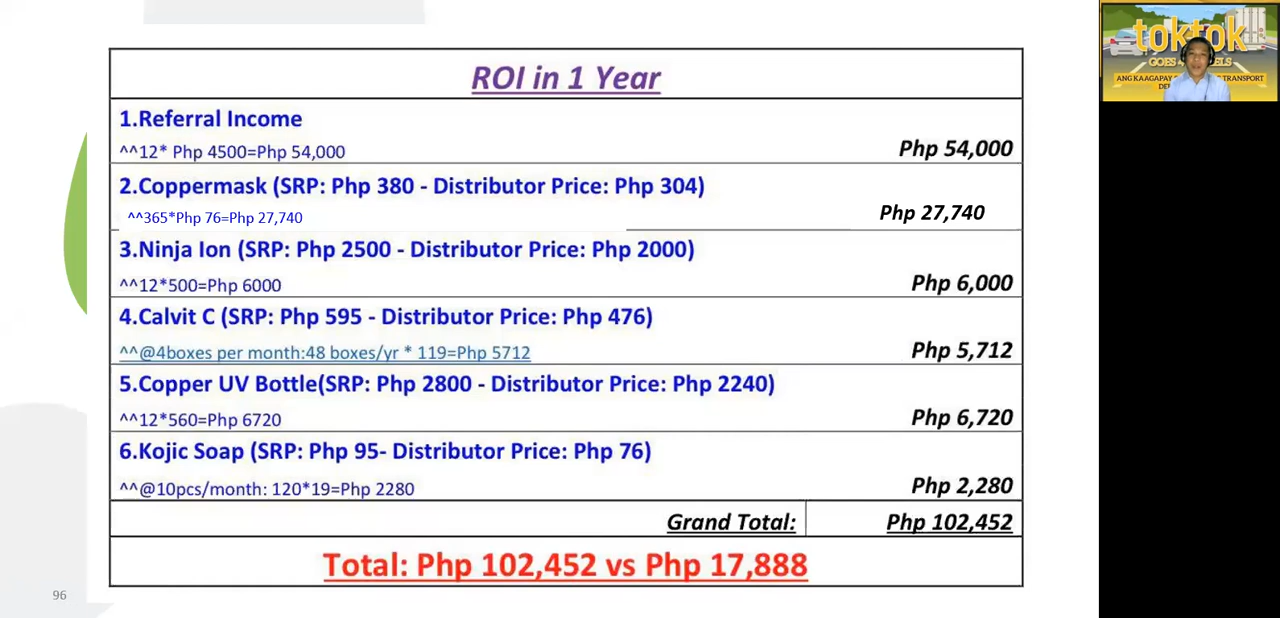 ROI in 1 Year
1.Referral Income
^^12* Php 4500=Php 54,000
Php 54,000
2.Coppermask (SRP: Php 380 - Distributor Price: Php 304)
^^365*Php 76=Php 27,740
Php 27,740
3.Ninja Ion (SRP: Php 2500 - Distributor Price: Php 2000)
^^12*500=Php 6000
Php 6,000
4.Calvit C (SRP: Php 595 - Distributor Price: Php 476)
^^@4boxes per month:48 boxes/yr * 119=Php 5712
Php 5,712
5.Copper UV Bottle(SRP: Php 2800 - Distributor Price: Php 2240)
^^12*560=Php 6720
Php 6,720
6.Kojic Soap (SRP: Php 95- Distributor Price: Php 76)
^^@10pcs/month: 120*19=Php 2280
Php 2,280
Grand Total: Php 102,452
Total: Php 102,452 vs Php 17,888
96
toktok
GOES
ANG KAAGAPAY TRANSPORT